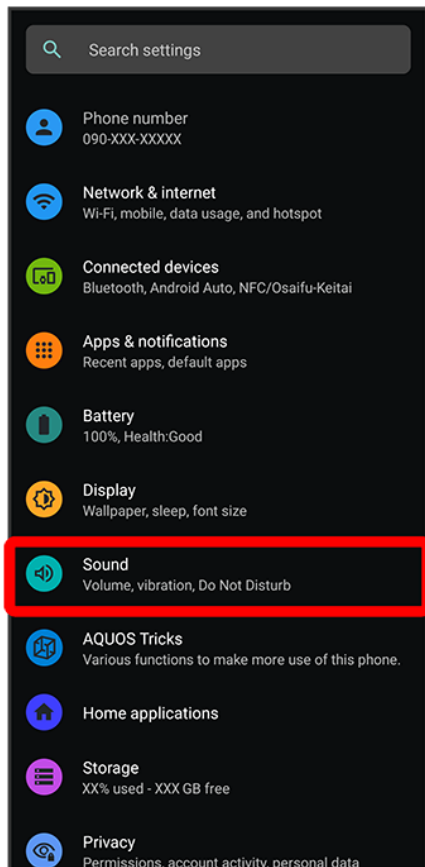 Search settings
Phone number
090-XXX-XXXXX
Network & internet
Wi-Fi, mobile, data usage, and hotspot
Connected devices
Bluetooth, Android Auto, NFC/Osaifu-Keitai
Apps & notifications
Recent apps, default apps
Battery
100%, Health:Good
Display
Wallpaper, sleep, font size
Sound
Volume, vibration, Do Not Disturb
AQUOS Tricks
Various functions to make more use of this phone.
Home applications
Storage
XX% used - XXX GB free
Privacy
Permissions, account activity, personal data